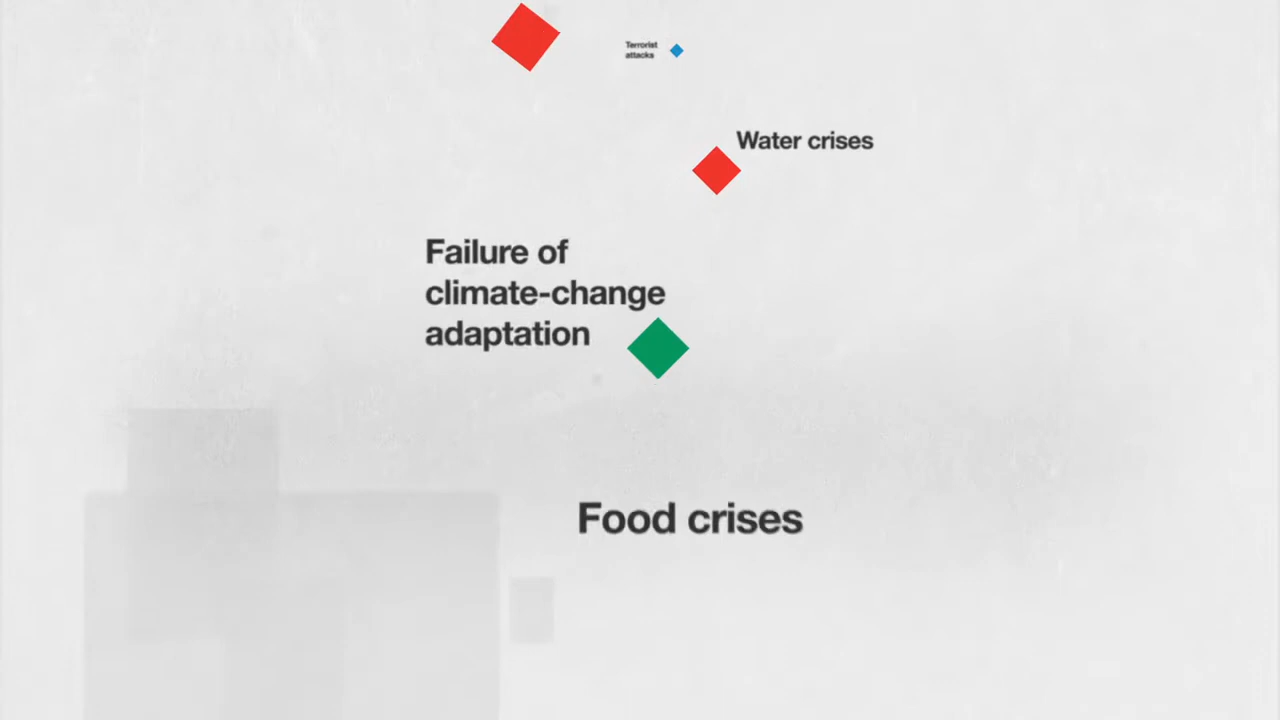 Terrorist
attacks
Water crises
Failure of
climate-change
adaptation
Food crises